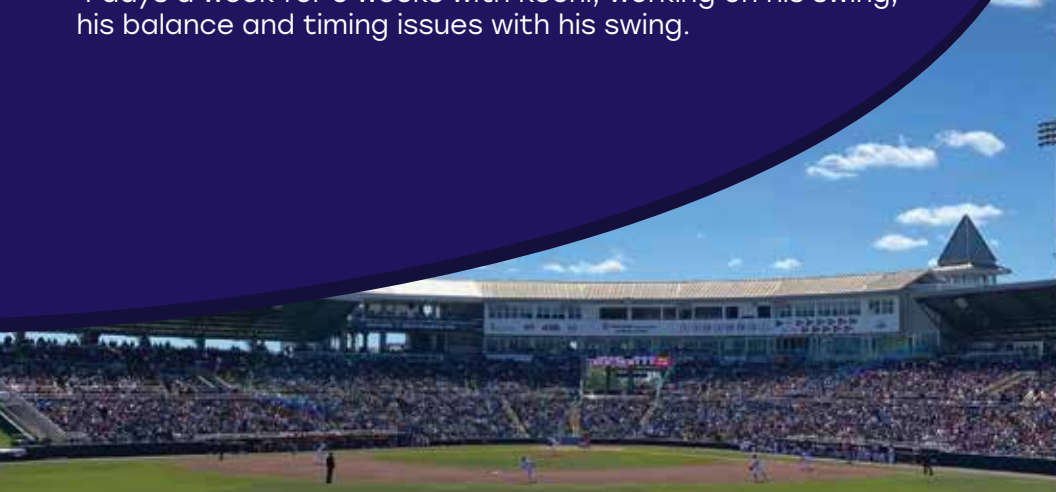 4 days a week for 6 weeks with Koshi, working on his swing,
his balance and timing issues with his swing.